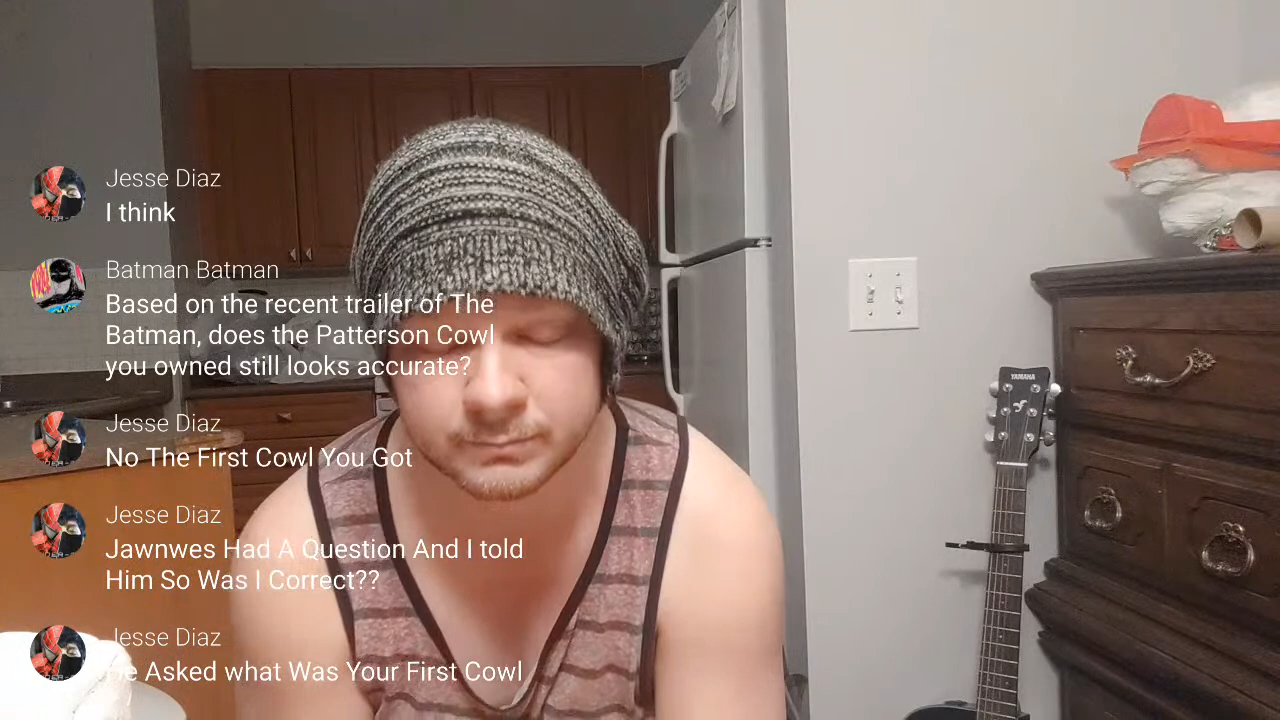 Jesse Diaz
I think
Batman Batman
Based on the recent trailer of The
Batman, does the Patterson Cowl
you owned still looks accurate?
Jesse Diaz
No The First Cowl You Got
Jesse Diaz
Jawnwes Had A Question And I told
Him So Was I Correct??
Jesse Diaz
He Asked what Was Your First Cowl
YAMAHA